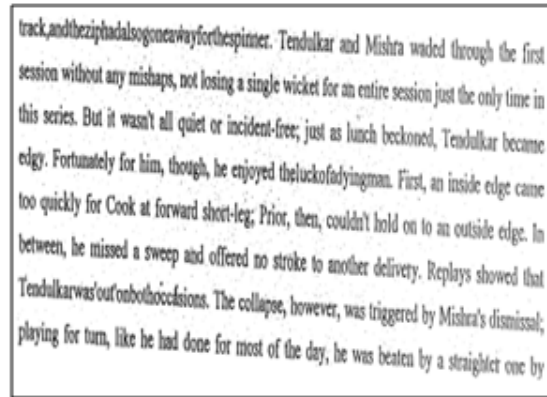 track,andtheziphadalsogoneawayforthespinner. Tendulkar and Mishra waded through the first
session without any mishaps, not losing a single wicket for an entire session just the only time in
this series. But it wasn't all quiet or incident-free; just as lunch beckoned, Tendulkar became
edgy. Fortunately for him, though, he enjoyed theluckofadyingman. First, an inside edge came
too quickly for Cook at forward short-leg; Prior, then, couldn't hold on to an outside edge. In
between, he missed a sweep and offered no stroke to another delivery. Replays showed that
Tendulkarwas'out'onbothoccasions. The collapse, however, was triggered by Mishra's dismissal;
playing for turn, like he had done for most of the day, he was beaten by a straighter one by